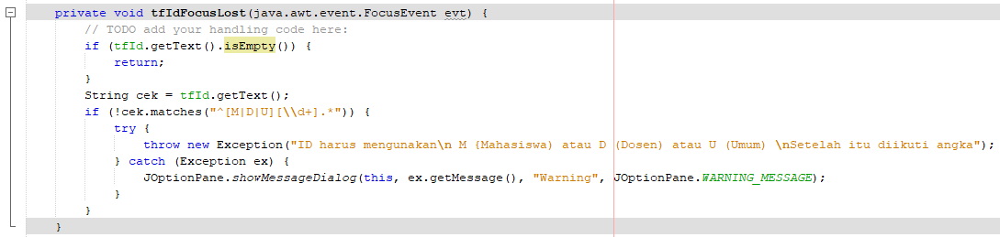 private void tfIdFocusLost(java.awt.event.FocusEvent evt) {
// TODO add your handling code here:
if (tfId.getText().isEmpty()) {
return;
}
String cek = tfId.getText();
if (!cek.matches("^[M|D|U][\\d+].*")) {
try {
throw new Exception("ID harus mengunakan\n M {Mahasiswa) atau D (Dosen) atau U (Umum) \nSetelah itu diikuti angka");
} catch (Exception ex) {
JOptionPane.showMessageDialog(this, ex.getMessage(), "Warning", JOptionPane.WARNING_MESSAGE);
}
}
}